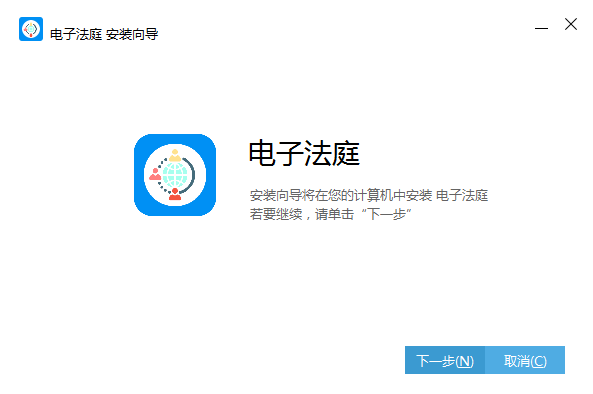 电子法庭 安装向导
电子法庭
安装向导将在您的计算机中安装 电子法庭
若要继续，请单击“下一步”
下一步(N) 取消(C)